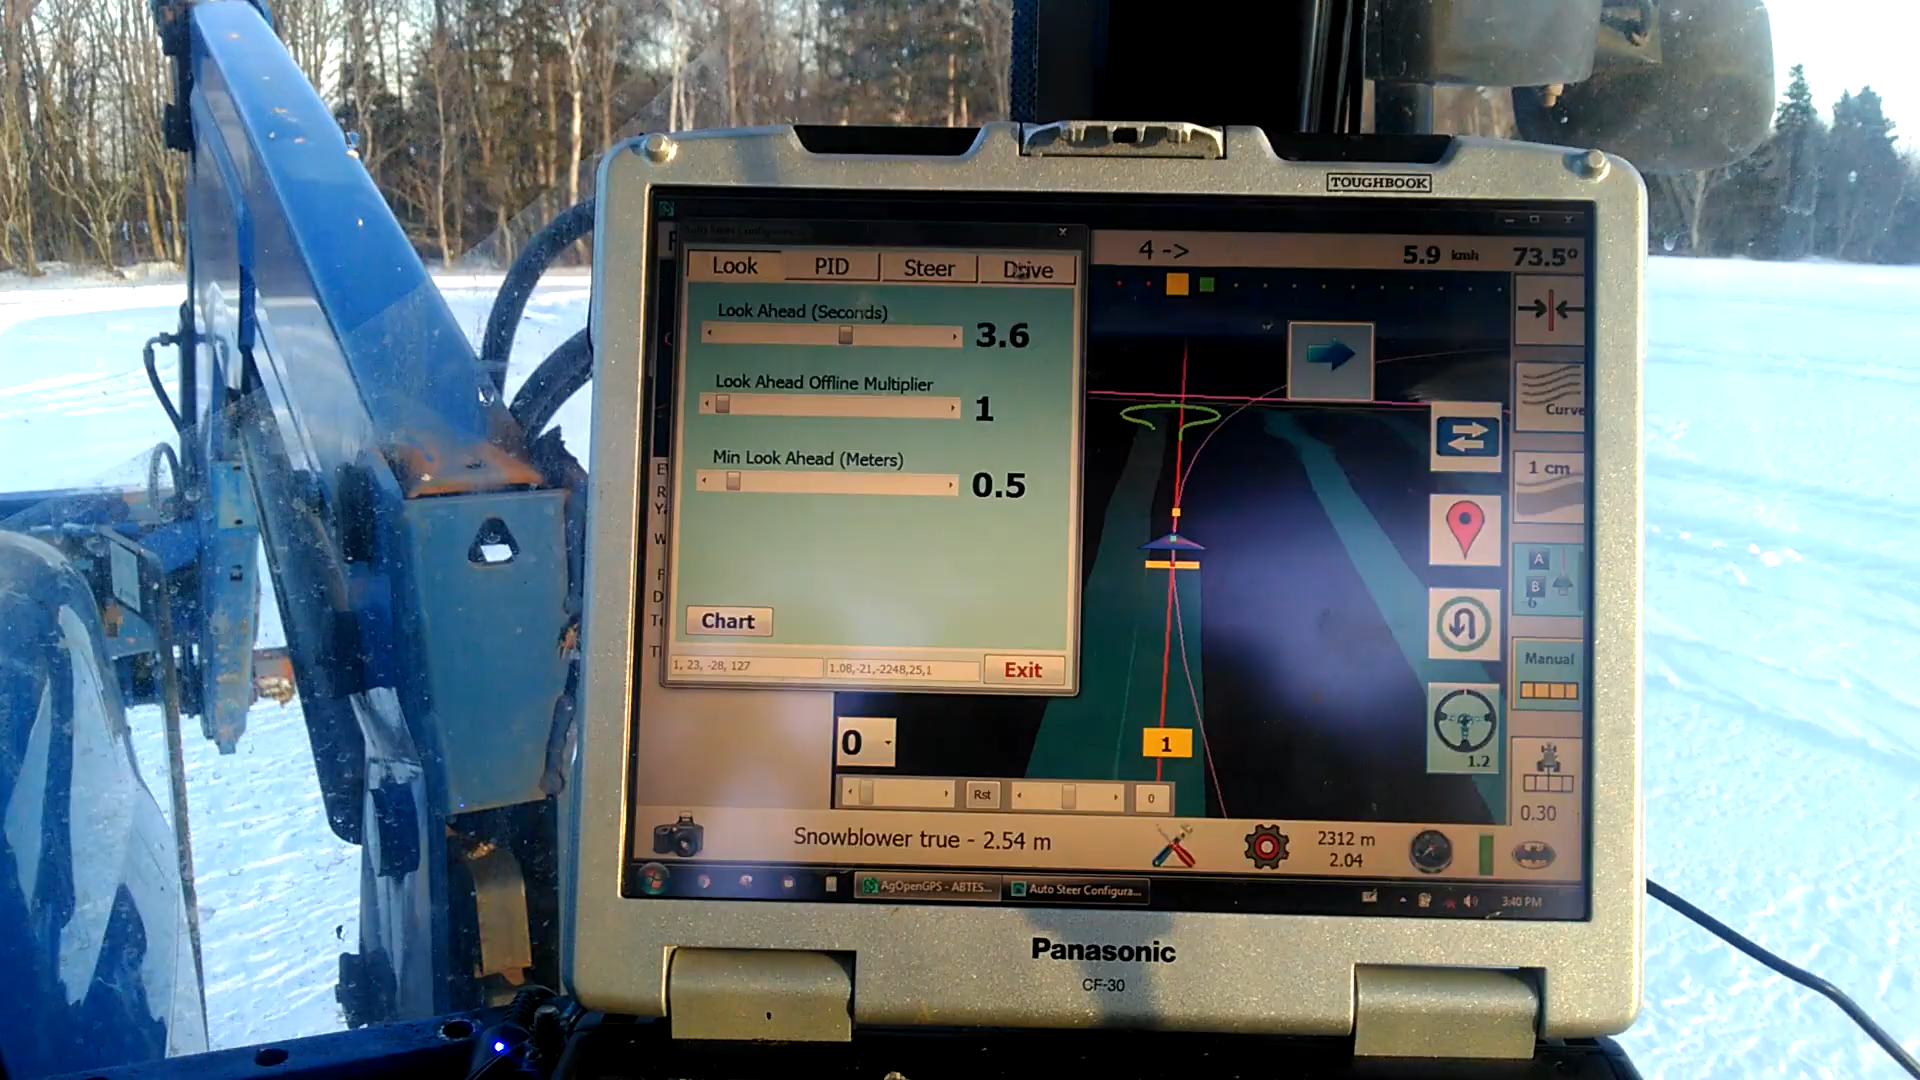 TOUGHBOOK
4 ->
5.9 kmh
73.5º
Look
PID
Steer
Drive
Look Ahead (Seconds)
3.6
Look Ahead Offline Multiplier
1
Min Look Ahead (Meters)
0.5
Chart
1, 23, -28, 127
1.08,-21,-2248,25,1
Exit
Curve
1 cm
A
B
6
Manual
1.2
0
1
Rst
0
0.30
Snowblower true - 2.54 m
2312 m
2.04
AgOpenGPS - ABTES...
Auto Steer Configura...
3:40 PM
Panasonic
CF-30